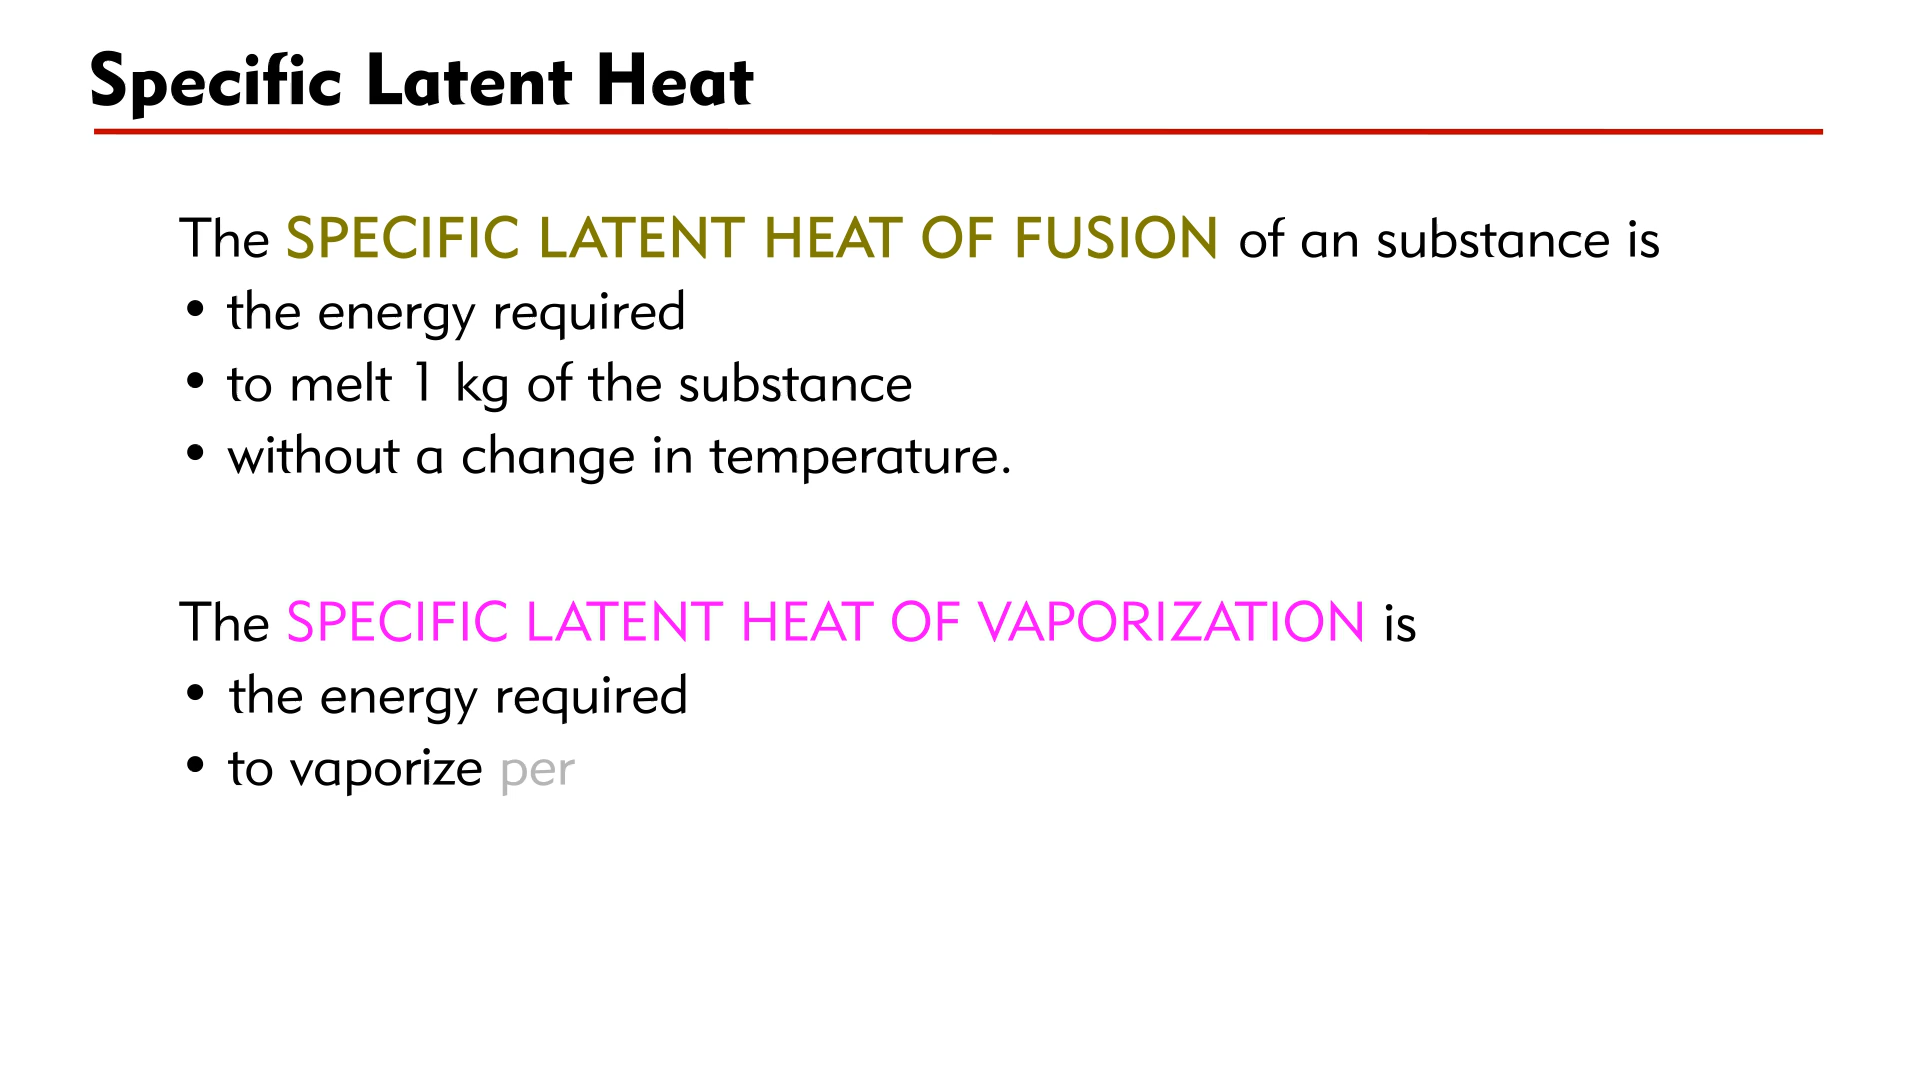 Specific Latent Heat
The SPECIFIC LATENT HEAT OF FUSION of an substance is
• the energy required
• to melt 1 kg of the substance
• without a change in temperature.
The SPECIFIC LATENT HEAT OF VAPORIZATION is
• the energy required
• to vaporize per